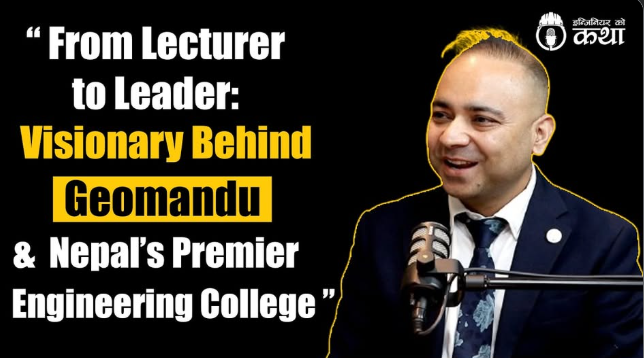 “ From Lecturer
to Leader:
Visionary Behind
Geomandu
& Nepal’s Premier
Engineering College ”
इन्जिनियर को
कथा